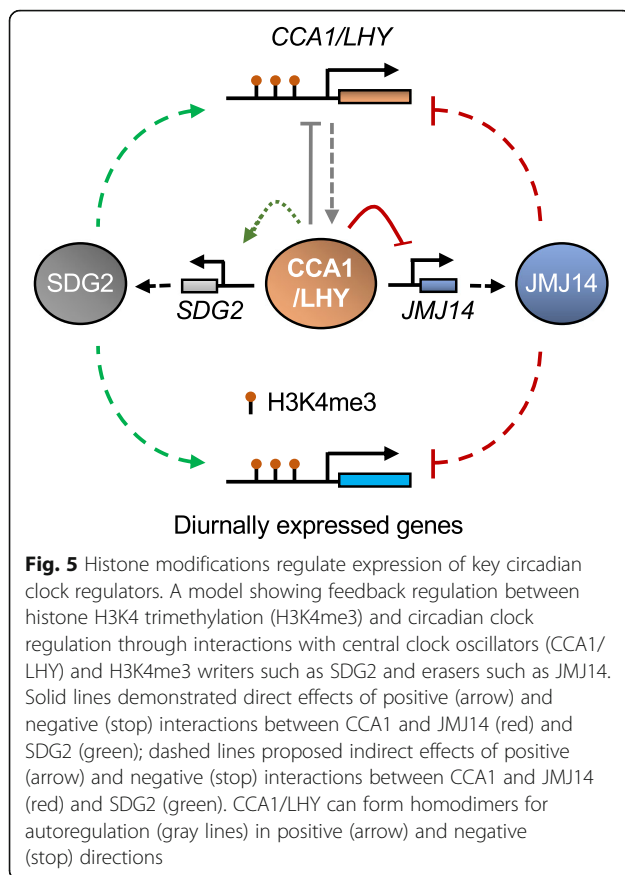 CCA1/LHY
SDG2
SDG2
CCA1
/LHY
JMJ14
JMJ14
H3K4me3
Diurnally expressed genes
Fig. 5 Histone modifications regulate expression of key circadian
clock regulators. A model showing feedback regulation between
histone H3K4 trimethylation (H3K4me3) and circadian clock
regulation through interactions with central clock oscillators (CCA1/
LHY) and H3K4me3 writers such as SDG2 and erasers such as JMJ14.
Solid lines demonstrated direct effects of positive (arrow) and
negative (stop) interactions between CCA1 and JMJ14 (red) and
SDG2 (green); dashed lines proposed indirect effects of positive
(arrow) and negative (stop) interactions between CCA1 and JMJ14
(red) and SDG2 (green). CCA1/LHY can form homodimers for
autoregulation (gray lines) in positive (arrow) and negative
(stop) directions